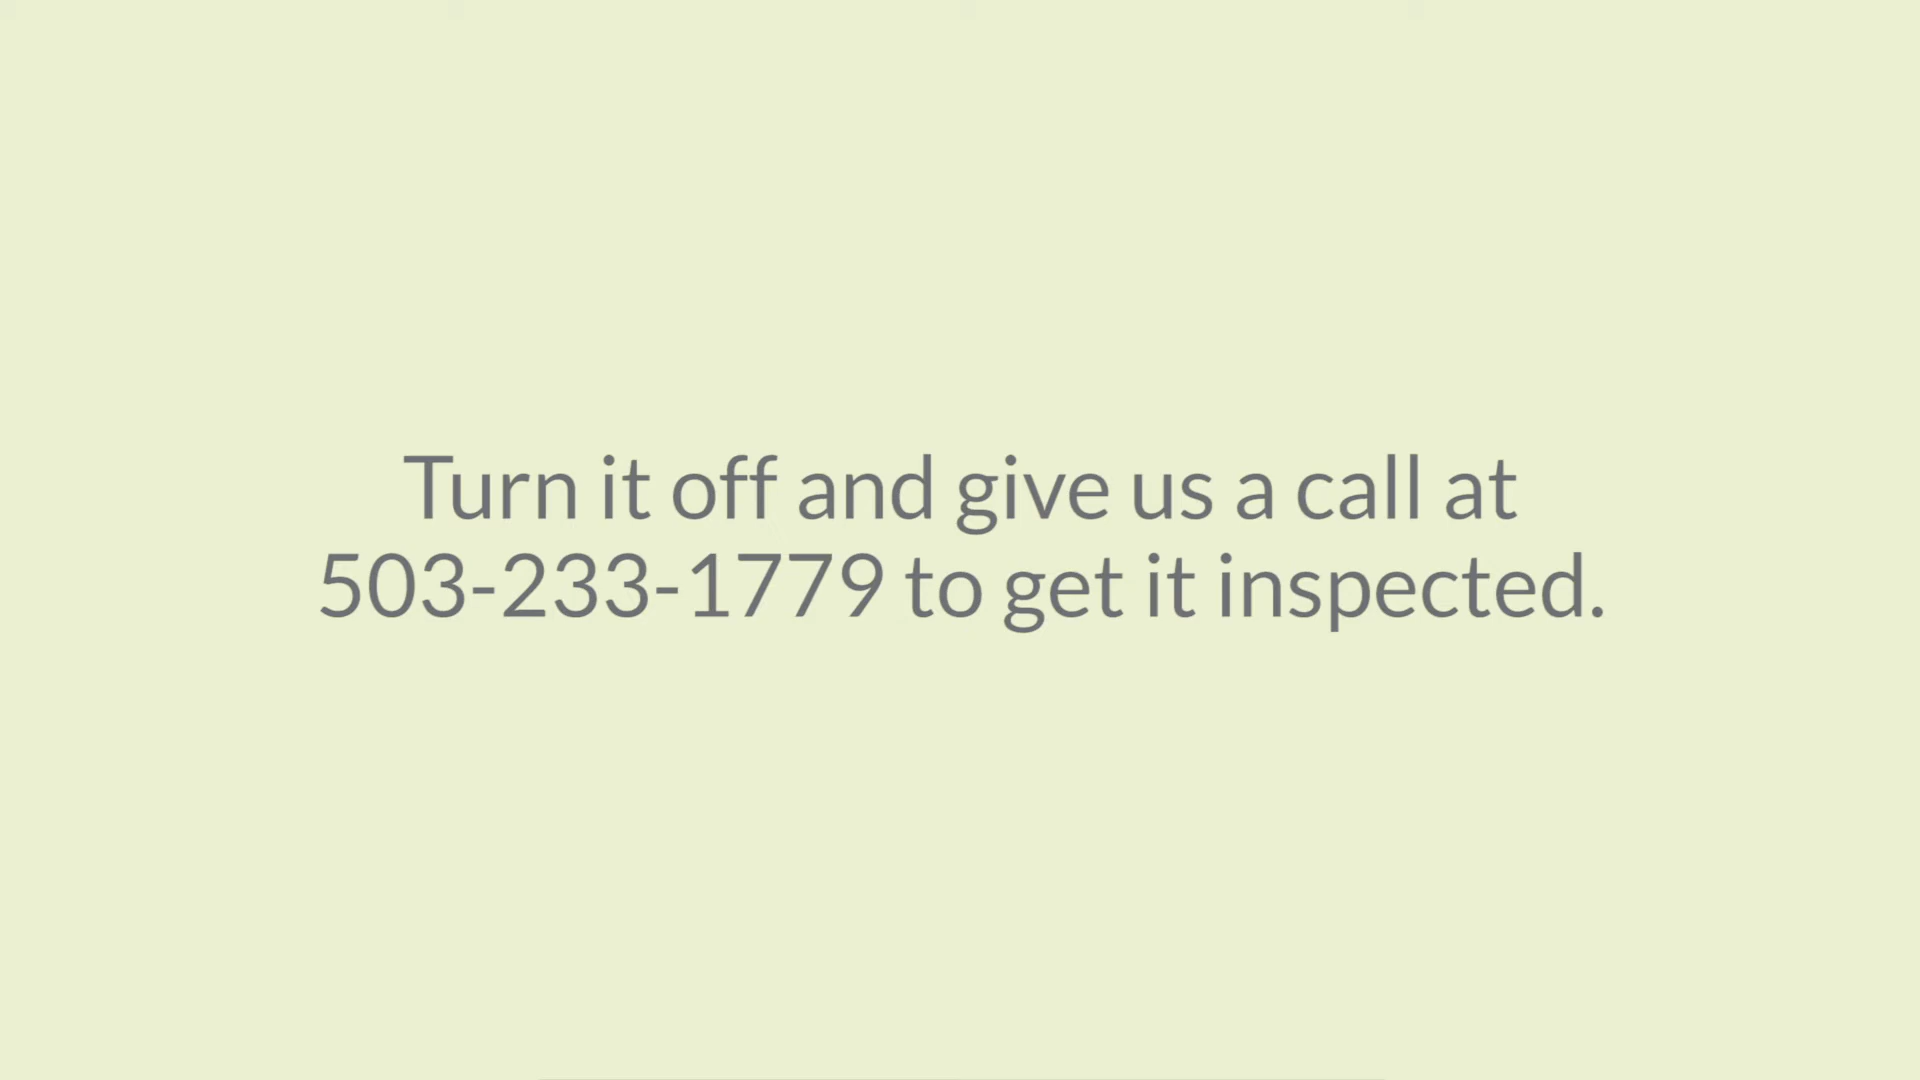 Turn it off and give us a call at
503-233-1779 to get it inspected.